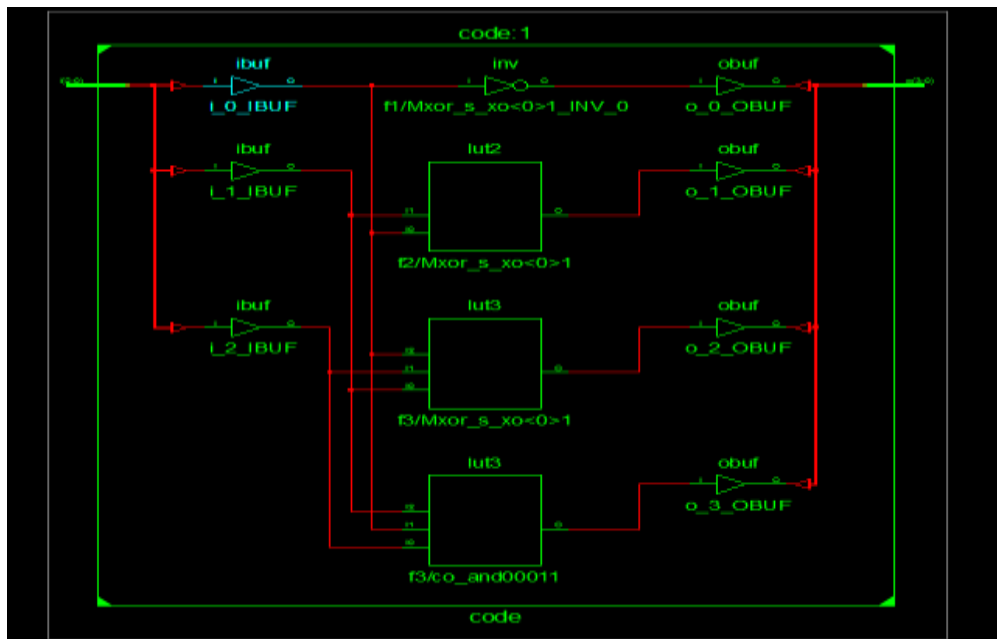 code:1
ibuf inv obuf
i_0_IBUF f1/Mxor_s_xo<0>1_INV_0 o_0_OBUF
ibuf lut2 obuf
i_1_IBUF o_1_OBUF
f2/Mxor_s_xo<0>1
ibuf lut3 obuf
i_2_IBUF o_2_OBUF
f3/Mxor_s_xo<0>1
lut3 obuf
o_3_OBUF
f3/co_and00011
code